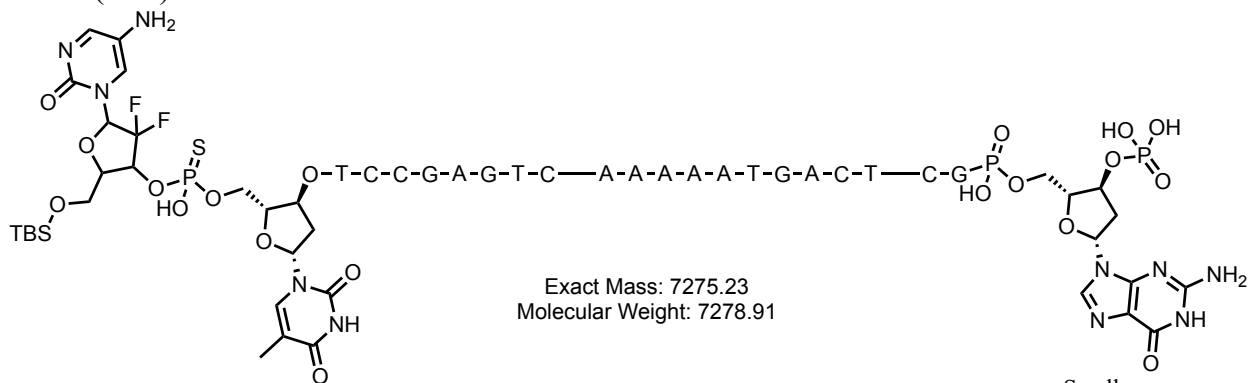 NH2
N
O
N
F
F
O
S
O
P
O
HO
O
TBS
O
O
N
O
NH
O
O-T-C-C-G-A-G-T-C-A-A-A-A-A-T-G-A-C-T-C-G-P
O
HO
O
O
HO
OH
P
O
O
N
N
NH2
N
NH
O
Exact Mass: 7275.23
Molecular Weight: 7278.91